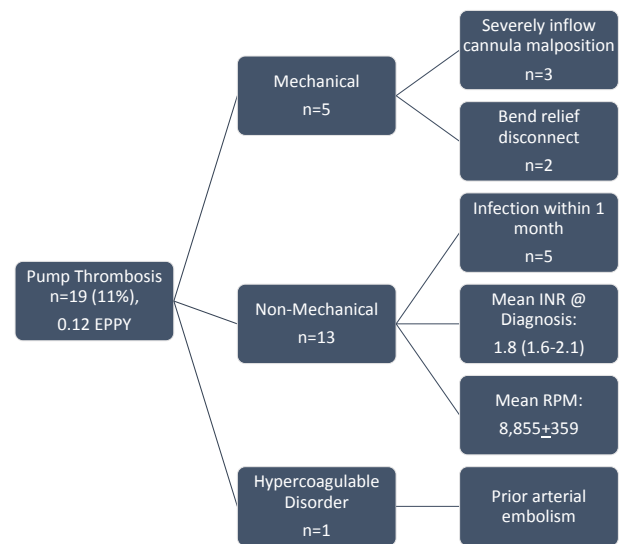 Pump Thrombosis
n=19 (11%),
0.12 EPPY
Mechanical
n=5
Severely inflow
cannula malposition
n=3
Bend relief
disconnect
n=2
Non-Mechanical
n=13
Infection within 1
month
n=5
Mean INR @
Diagnosis:
1.8 (1.6-2.1)
Mean RPM:
8,855±359
Hypercoagulable
Disorder
n=1
Prior arterial
embolism